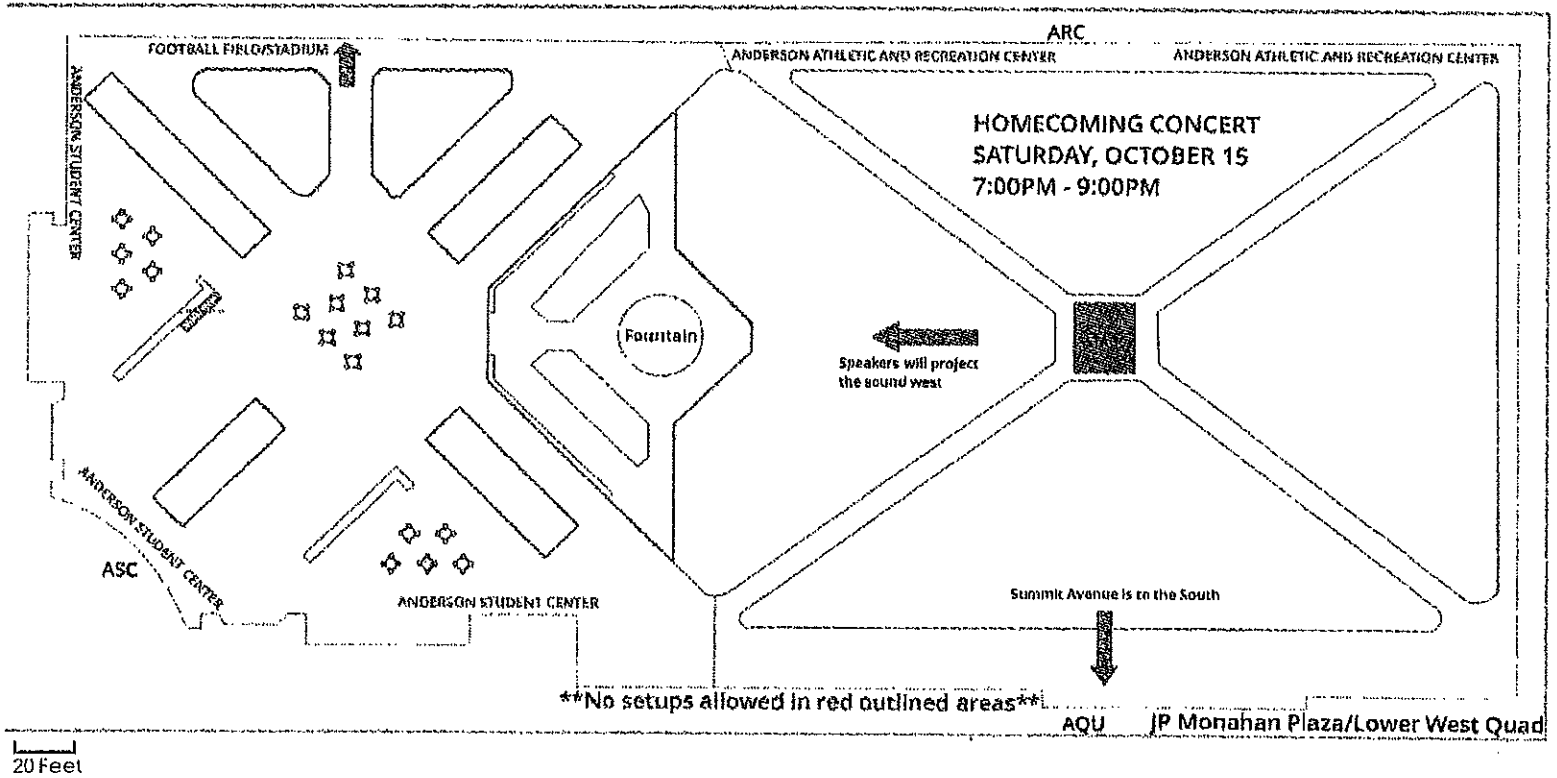 ARC
FOOTBALL FIELD/STADIUM
ANDERSON ATHLETIC AND RECREATION CENTER
ANDERSON ATHLETIC AND RECREATION CENTER
ANDERSON STUDENT CENTER
HOMECOMING CONCERT
SATURDAY, OCTOBER 15
7:00PM - 9:00PM
Fountain
Speakers will project
the sound west
ANDERSON STUDENT CENTER
ASC
ANDERSON STUDENT CENTER
Summit Avenue is to the South
**No setups allowed in red outlined areas**
AQU
JP Monahan Plaza/Lower West Quad
20 Feet